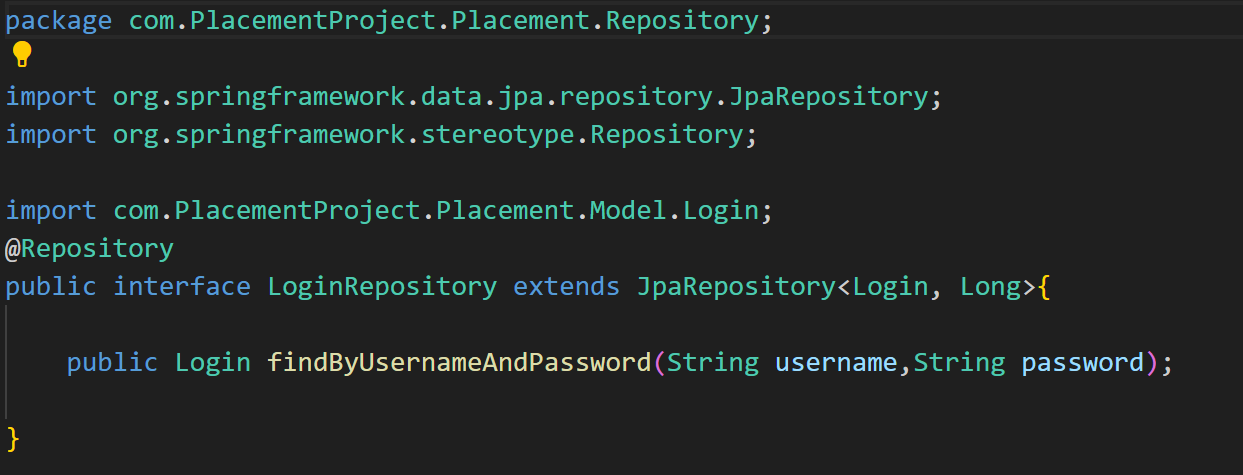 package com.PlacementProject.Placement.Repository;
import org.springframework.data.jpa.repository.JpaRepository;
import org.springframework.stereotype.Repository;
import com.PlacementProject.Placement.Model.Login;
@Repository
public interface LoginRepository extends JpaRepository<Login, Long>{
public Login findByUsernameAndPassword(String username,String password);
}